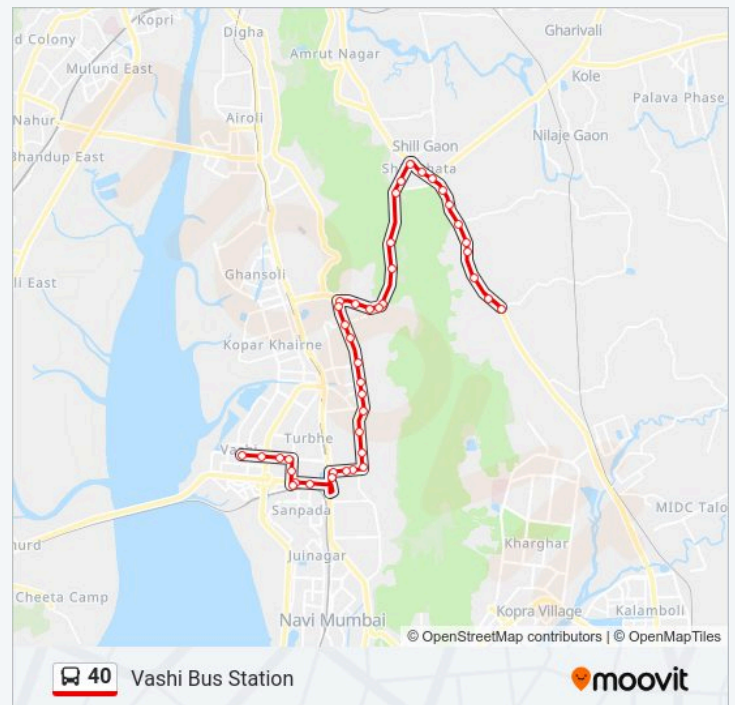 Kopri
Digha
d Colony
Amrut Nagar
Gharivali
Mulund East
Kole
Palava Phase
Nahur
Airoli
Shill Gaon
Nilaje Gaon
Bhandup East
Ghansoli
ll East
Kopar Khairne
Turbhe
Sanpada
MIDC Talo
Juinagar
Kharghar
Cheeta Camp
Navi Mumbai
Kopra Village
Kalamboli
© OpenStreetMap contributors | © OpenMapTiles
40 Vashi Bus Station
moovit